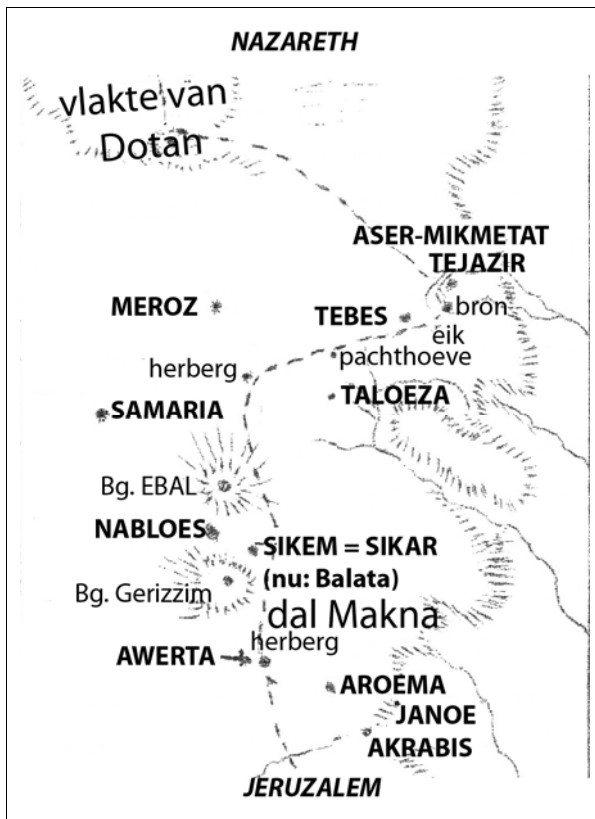 NAZARETH
vlakte van
Dotan
ASER-MIKMETAT
TEJAZIR
MEROZ
TEBES
bron
eik
pachthoeve
herberg
TALOEZA
SAMARIA
Bg. EBAL
NABLOES
SIKEM = SIKAR
(nu: Balata)
Bg. Gerizzim
dal Makna
herberg
AWERTA
AROEMA
JANOE
AKRABIS
JERUZALEM